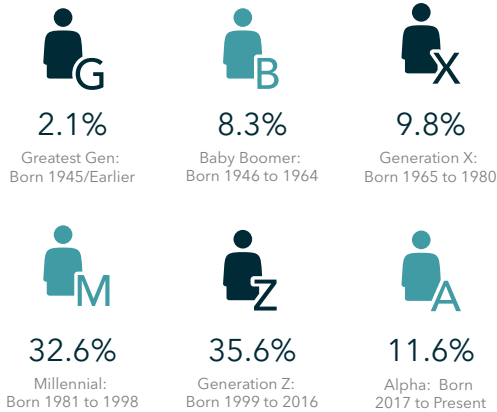 G
B
X
2.1%
8.3%
9.8%
Greatest Gen:
Born 1945/Earlier
Baby Boomer:
Born 1946 to 1964
Generation X:
Born 1965 to 1980
M
Z
A
32.6%
35.6%
11.6%
Millennial:
Born 1981 to 1998
Generation Z:
Born 1999 to 2016
Alpha: Born
2017 to Present